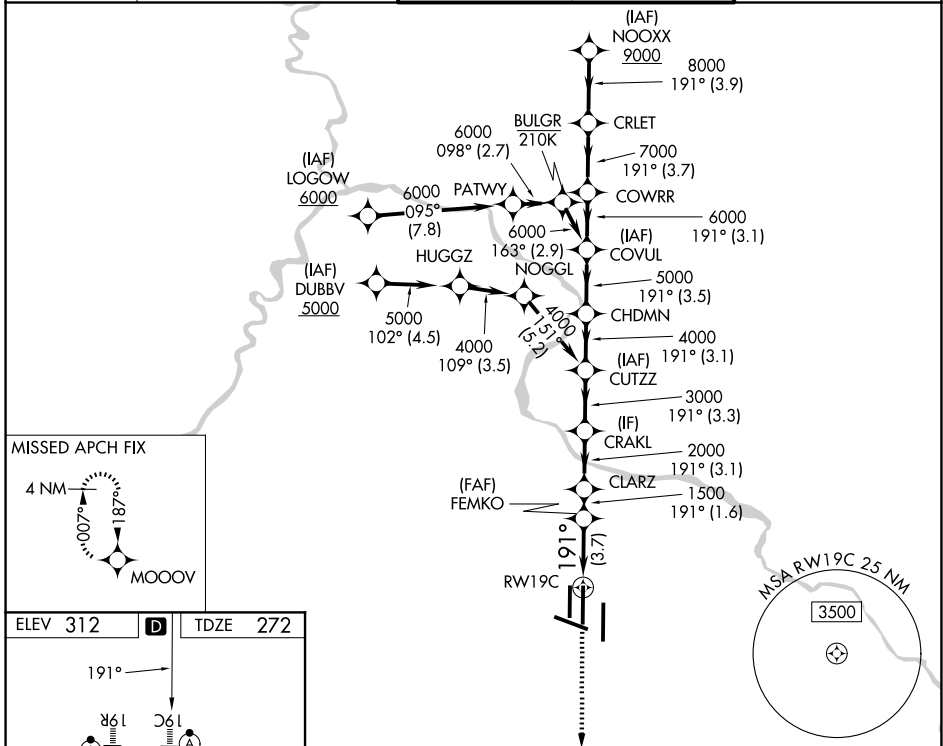 (IAF)
NOOXX
9000
8000
191° (3.9)
CRLET
7000
191° (3.7)
BULGR
210K
6000
098° (2.7)
COWRR
(IAF)
LOGOW
6000
6000
095°
(7.8)
PATWY
6000
191° (3.1)
6000
163° (2.9)
(IAF)
COVUL
HUGGZ
NOGGL
(IAF)
DUBBV
5000
5000
191° (3.5)
CHDMN
5000
102° (4.5)
4000
109° (3.5)
4000
151°
(5.2)
4000
191° (3.1)
(IAF)
CUTZZ
3000
191° (3.3)
(IF)
CRAKL
2000
191° (3.1)
CLARZ
(FAF)
FEMKO
1500
191° (1.6)
191°
(3.7)
RW19C
MISSED APCH FIX
4 NM
007°
187°
MOOOV
MSA RW19C 25 NM
3500
ELEV 312
D
TDZE 272
191°
19R
19C
A